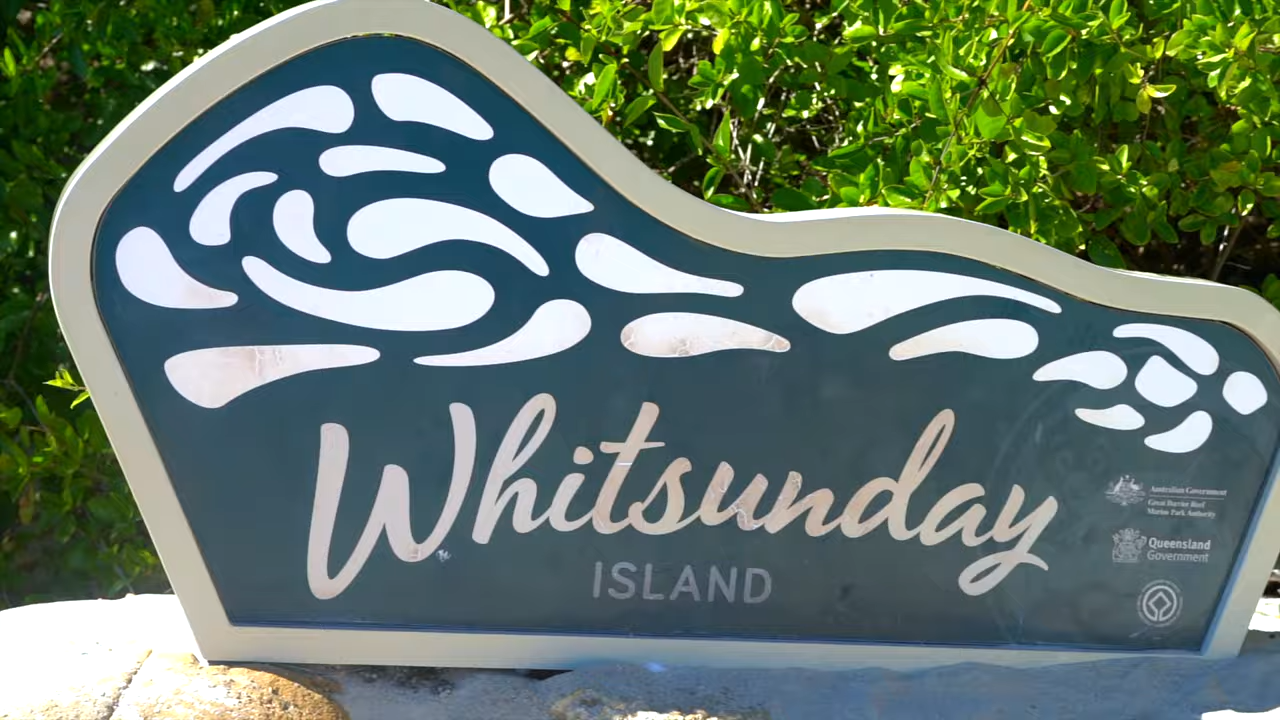 Whitsunday
ISLAND
Australian Government
Great Barrier Reef
Marine Park Authority
Queensland
Government